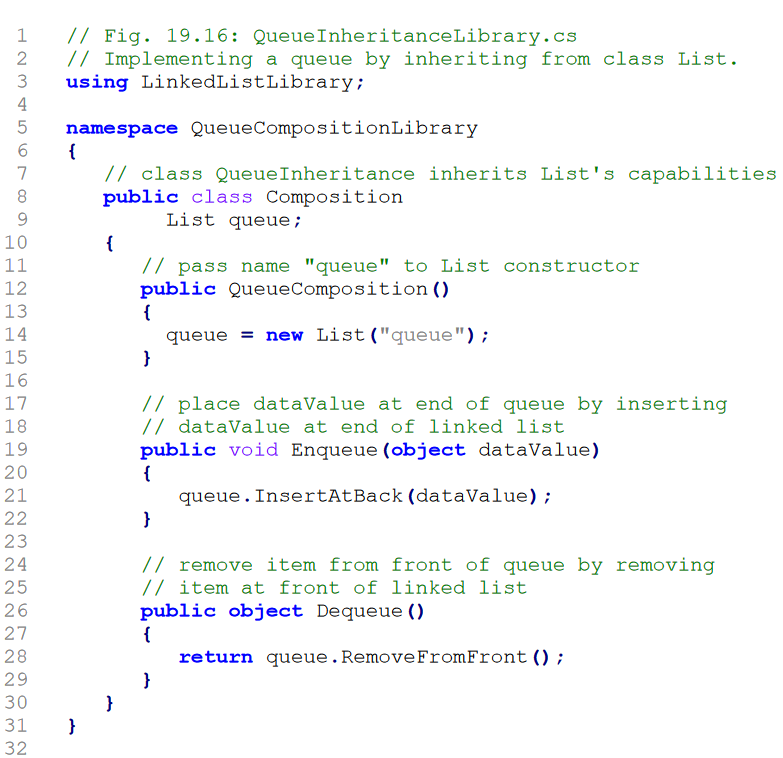 1 // Fig. 19.16: QueueInheritanceLibrary.cs
2 // Implementing a queue by inheriting from class List.
3 using LinkedListLibrary;
4
5 namespace QueueCompositionLibrary
6 {
7 // class QueueInheritance inherits List's capabilities
8 public class Composition
9 List queue;
10 {
11 // pass name "queue" to List constructor
12 public QueueComposition()
13 {
14 queue = new List("queue");
15 }
16
17 // place dataValue at end of queue by inserting
18 // dataValue at end of linked list
19 public void Enqueue(object dataValue)
20 {
21 queue.InsertAtBack(dataValue);
22 }
23
24 // remove item from front of queue by removing
25 // item at front of linked list
26 public object Dequeue()
27 {
28 return queue.RemoveFromFront();
29 }
30 }
31 }
32